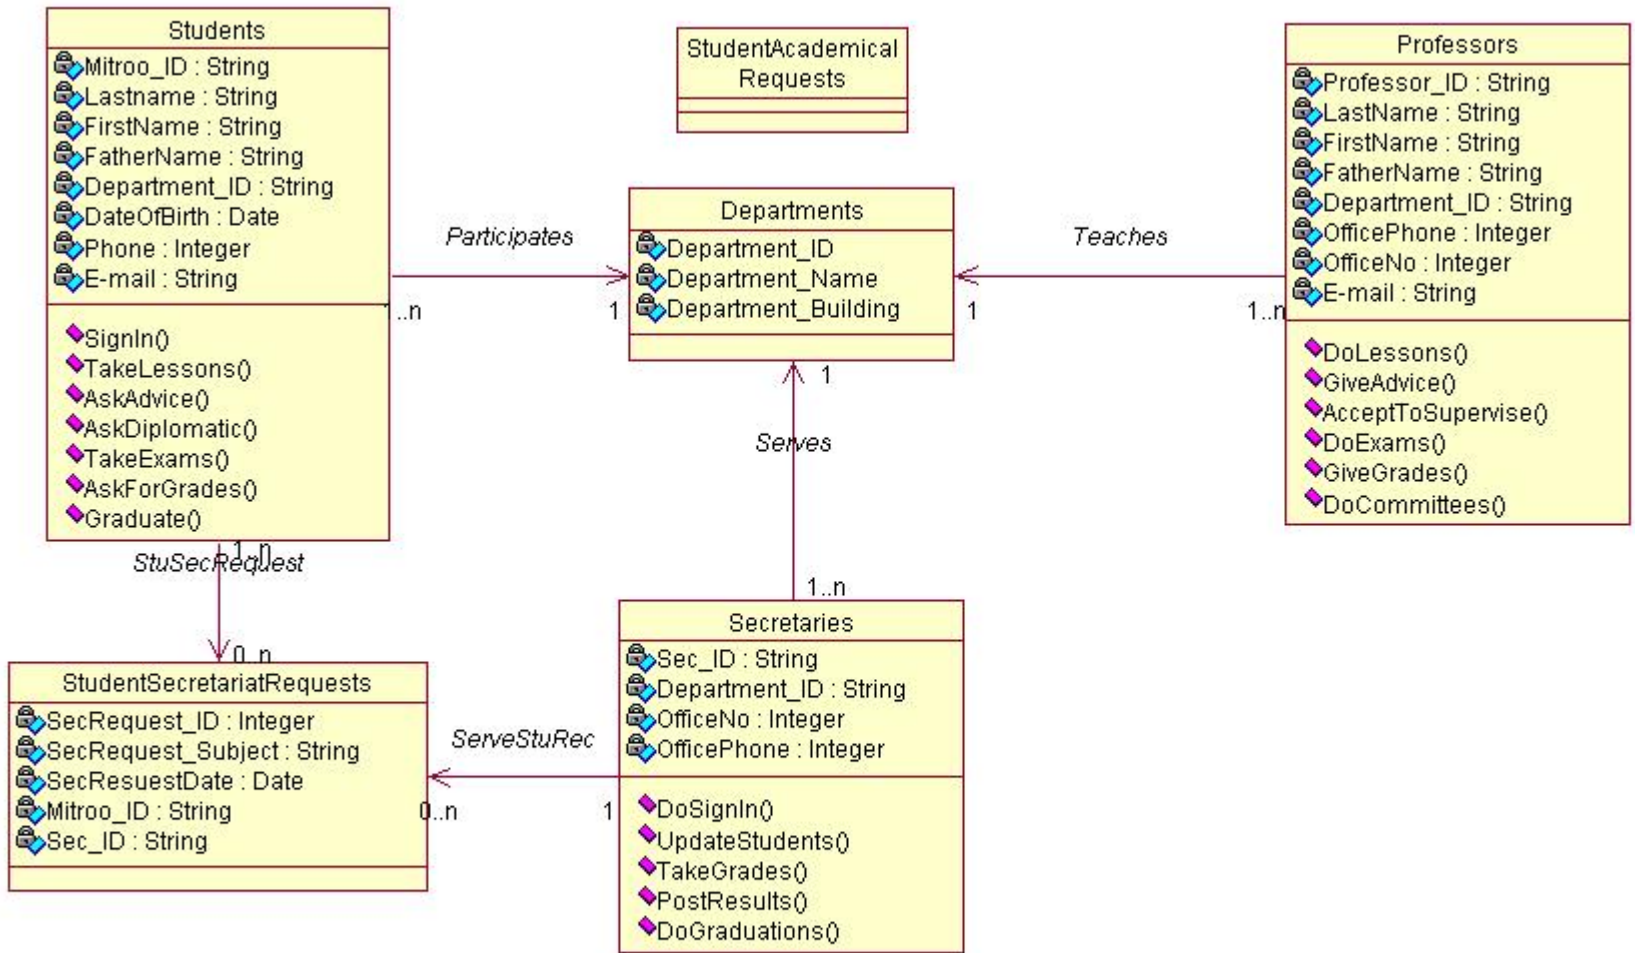 Students
Mitroo_ID : String
Lastname : String
FirstName : String
FatherName : String
Department_ID : String
DateOfBirth : Date
Phone : Integer
E-mail : String
SignIn()
TakeLessons()
AskAdvice()
AskDiplomatic()
TakeExams()
AskForGrades()
Graduate()
StudentAcademical
Requests
Professors
Professor_ID : String
LastName : String
FirstName : String
FatherName : String
Department_ID : String
OfficePhone : Integer
OfficeNo : Integer
E-mail : String
DoLessons()
GiveAdvice()
AcceptToSupervise()
DoExams()
GiveGrades()
DoCommittees()
Participates
1..n
1
Departments
Department_ID
Department_Name
Department_Building
Teaches
1
1..n
1
Serves
1..n
1..n
StuSecRequest
0..n
StudentSecretariatRequests
SecRequest_ID : Integer
SecRequest_Subject : String
SecResuestDate : Date
Mitroo_ID : String
Sec_ID : String
ServeStuRec
0..n
1
Secretaries
Sec_ID : String
Department_ID : String
OfficeNo : Integer
OfficePhone : Integer
DoSignIn()
UpdateStudents()
TakeGrades()
PostResults()
DoGraduations()